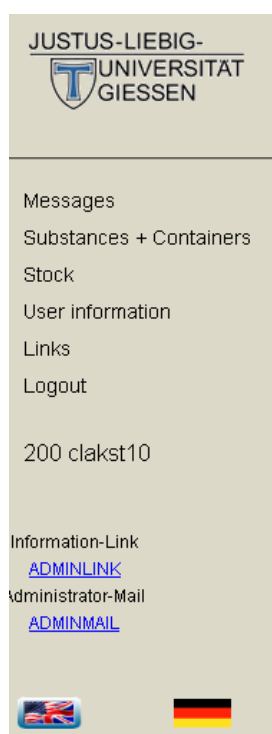 JUSTUS-LIEBIG-
UNIVERSITÄT
GIESSEN
Messages
Substances + Containers
Stock
User information
Links
Logout
200 clakst10
Information-Link
ADMINLINK
Administrator-Mail
ADMINMAIL